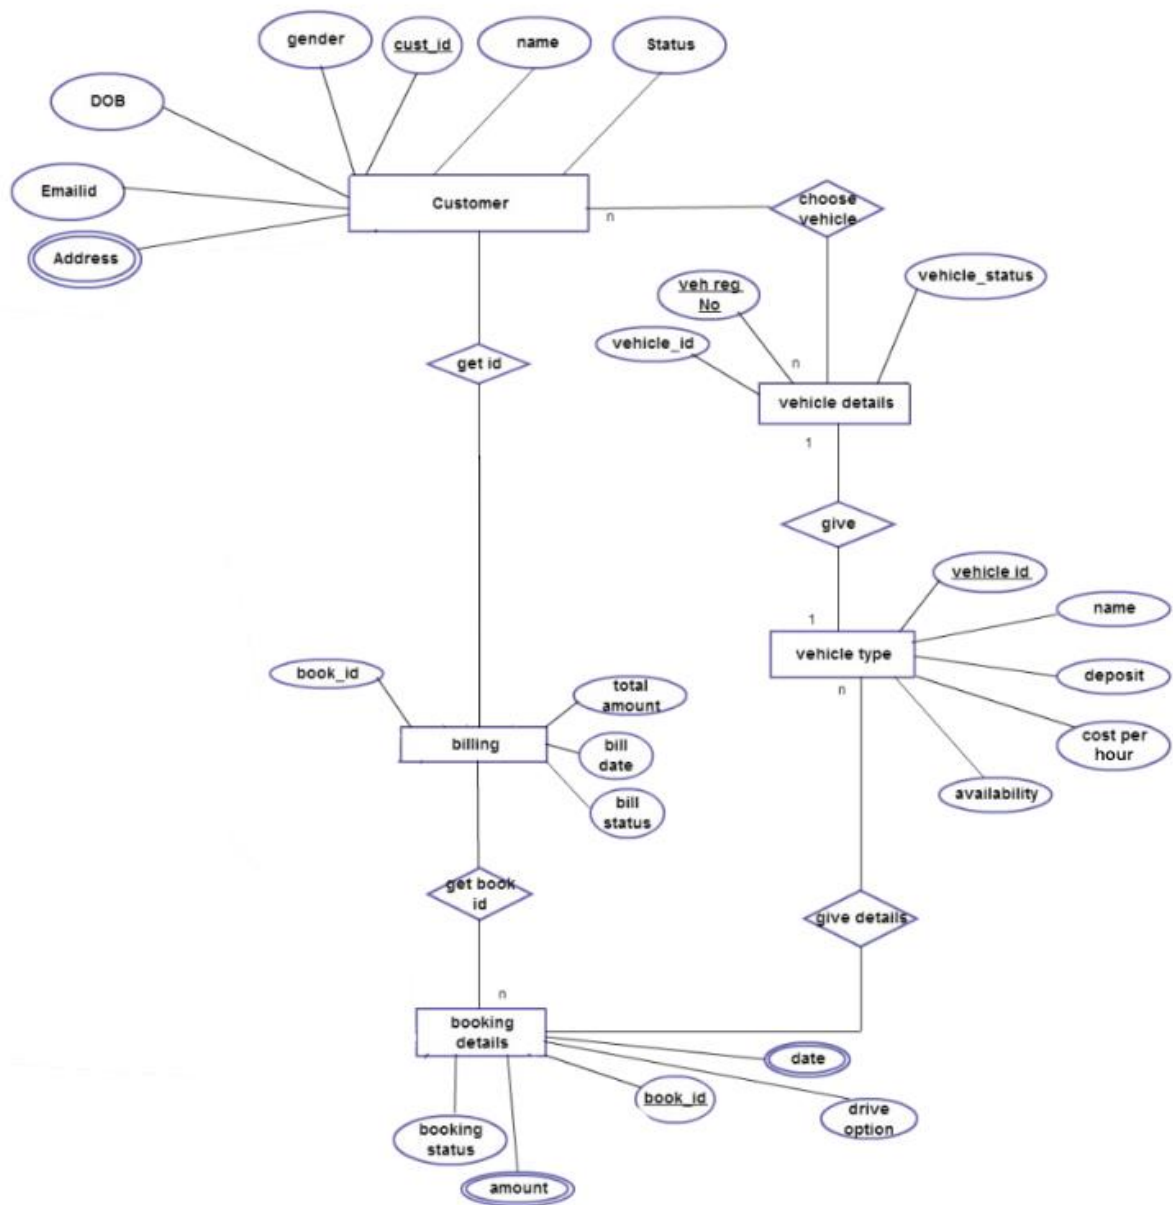 gender
cust_id
name
Status
DOB
Emailid
Address
Customer
n
choose
vehicle
veh reg
No
vehicle_status
vehicle_id
n
get id
vehicle details
1
give
vehicle id
name
1
vehicle type
n
deposit
book_id
total
amount
cost per
hour
billing
bill
date
availability
bill
status
get book
id
give details
n
booking
details
date
book_id
drive
option
booking
status
amount